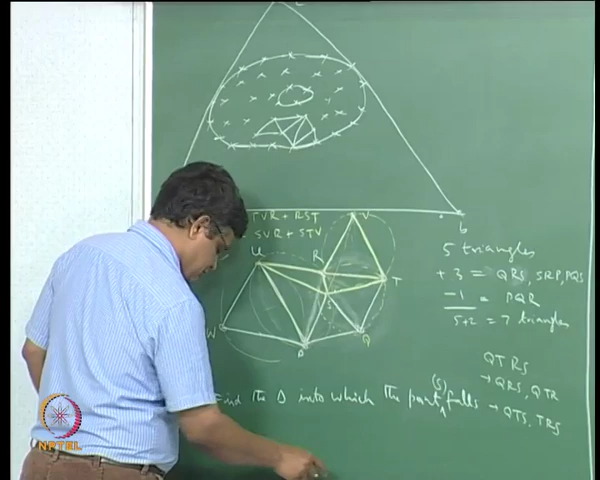 b
TVR + RST
SVR + STV
V
U
R
T
S
W
P
Q
5 triangles
+ 3 = QRS, SRP, PQS
- 1 = PQR
5+2 = 7 triangles
QTRS
→ QRS, QTR
→ QTS, TRS
Find the Δ into which the point (S) falls
NPTEL